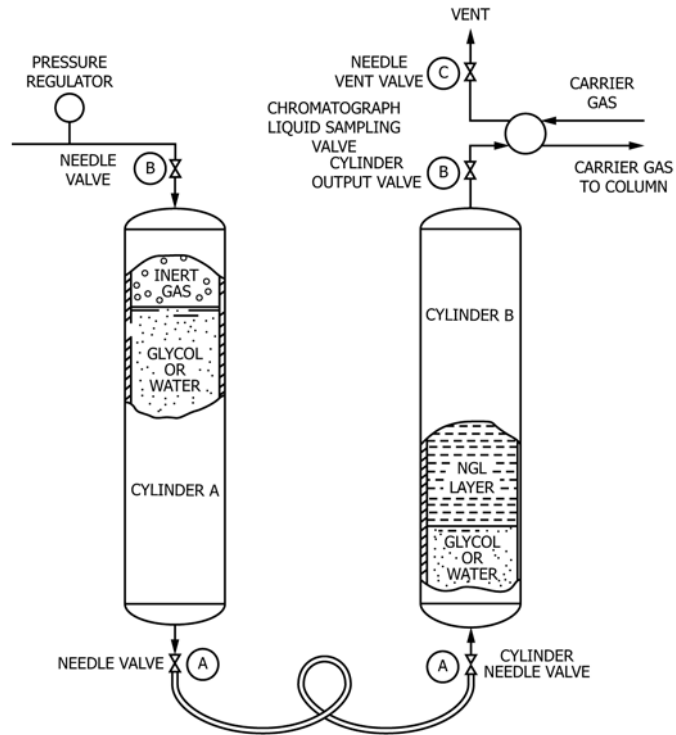 PRESSURE
REGULATOR
NEEDLE
VALVE
B
INERT
GAS
GLYCOL
OR
WATER
CYLINDER A
NEEDLE VALVE
A
VENT
NEEDLE
VENT VALVE
C
CHROMATOGRAPH
LIQUID SAMPLING
VALVE
CYLINDER
OUTPUT VALVE
B
CARRIER
GAS
CARRIER GAS
TO COLUMN
CYLINDER B
NGL
LAYER
GLYCOL
OR
WATER
A
CYLINDER
NEEDLE VALVE